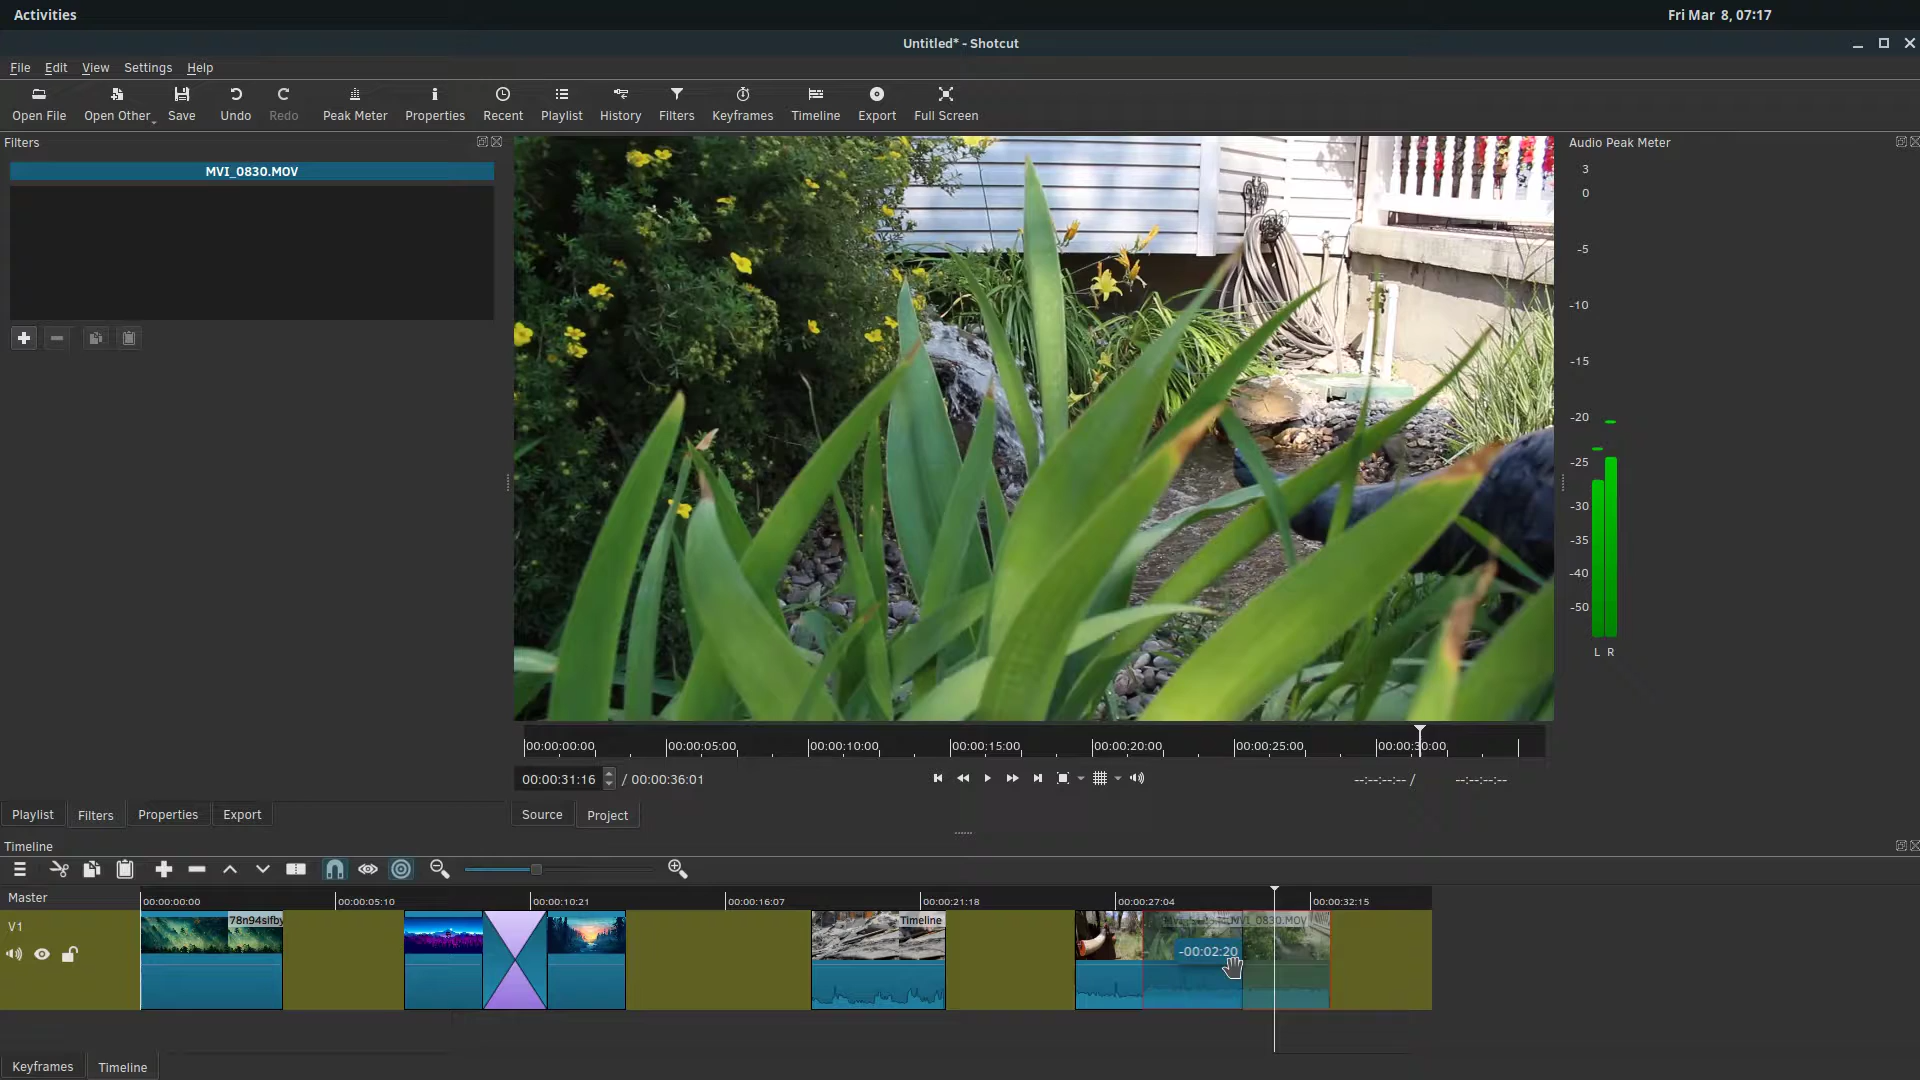 Activities
Fri Mar 8, 07:17
Untitled* - Shotcut
File Edit View Settings Help
Open File Open Other Save Undo Redo Peak Meter Properties Recent Playlist History Filters Keyframes Timeline Export Full Screen
Filters
MVI_0830.MOV
Audio Peak Meter
3
0
-5
-10
-15
-20
-25
-30
-35
-40
-50
L R
00:00:00:00 00:00:05:00 00:00:10:00 00:00:15:00 00:00:20:00 00:00:25:00 00:00:30:00
00:00:31:16 / 00:00:36:01
--:--:--:-- / --:--:--:--
Playlist Filters Properties Export
Source Project
Timeline
Master
00:00:00:00 00:00:05:10 00:00:10:21 00:00:16:07 00:00:21:18 00:00:27:04 00:00:32:15
V1
78n94slfby
Timeline
MVI_0830.MOV
-00:02:20
Keyframes Timeline